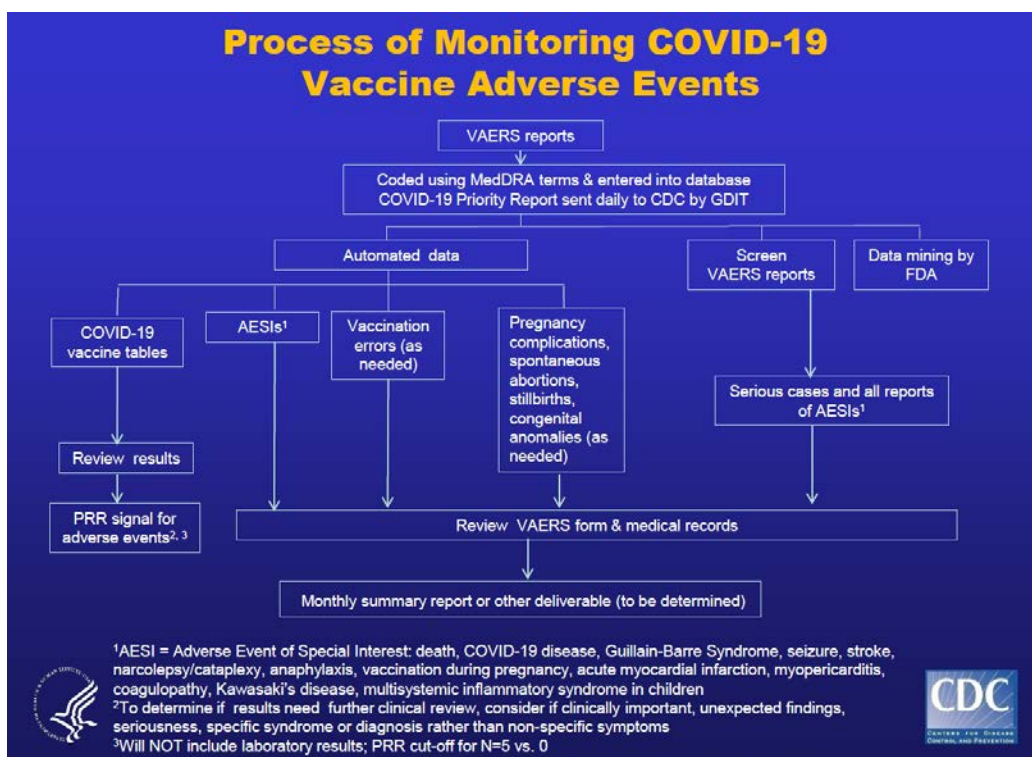 Process of Monitoring COVID-19
Vaccine Adverse Events
VAERS reports
Coded using MedDRA terms & entered into database
COVID-19 Priority Report sent daily to CDC by GDIT
Automated data
Screen
VAERS reports
Data mining by
FDA
COVID-19
vaccine tables
AESIs¹
Vaccination
errors (as
needed)
Pregnancy
complications,
spontaneous
abortions,
stillbirths,
congenital
anomalies (as
needed)
Serious cases and all reports
of AESIs¹
Review results
PRR signal for
adverse events²,³
Review VAERS form & medical records
Monthly summary report or other deliverable (to be determined)
¹AESI = Adverse Event of Special Interest: death, COVID-19 disease, Guillain-Barre Syndrome, seizure, stroke,
narcolepsy/cataplexy, anaphylaxis, vaccination during pregnancy, acute myocardial infarction, myopericarditis,
coagulopathy, Kawasaki's disease, multisystemic inflammatory syndrome in children
²To determine if results need further clinical review, consider if clinically important, unexpected findings,
seriousness, specific syndrome or diagnosis rather than non-specific symptoms
³Will NOT include laboratory results; PRR cut-off for N=5 vs. 0
CDC
CENTERS FOR DISEASE
CONTROL AND PREVENTION